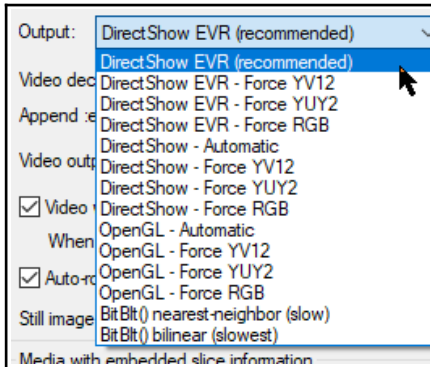 Output: DirectShow EVR (recommended)
DirectShow EVR (recommended)
Video dec
DirectShow EVR - Force YV12
DirectShow EVR - Force YUY2
Append :e
DirectShow EVR - Force RGB
DirectShow - Automatic
Video outp
DirectShow - Force YV12
DirectShow - Force YUY2
Video
DirectShow - Force RGB
OpenGL - Automatic
When
OpenGL - Force YV12
OpenGL - Force YUY2
Auto-ro
OpenGL - Force RGB
Still image
BitBlt() nearest-neighbor (slow)
BitBlt() bilinear (slowest)
Media with embedded slice information